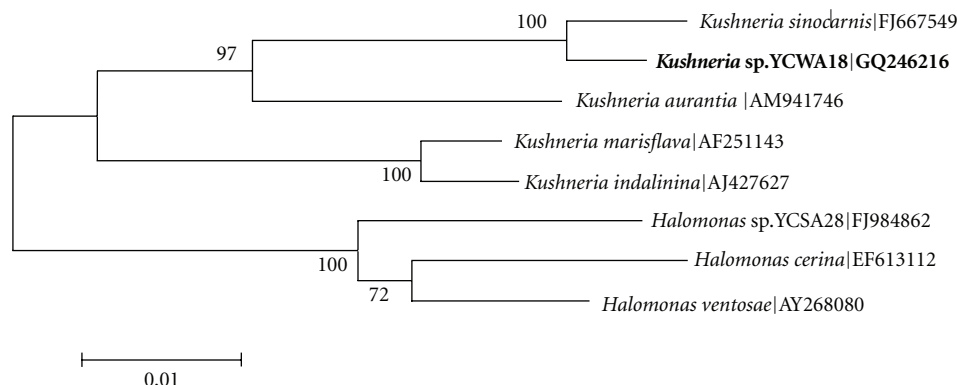 100
Kushneria sinocarnis|FJ667549
97
Kushneria sp.YCWA18|GQ246216
Kushneria aurantia |AM941746
Kushneria marisflava|AF251143
100
Kushneria indalinina|AJ427627
Halomonas sp.YCSA28|FJ984862
100
Halomonas cerina|EF613112
72
Halomonas ventosae|AY268080
0.01